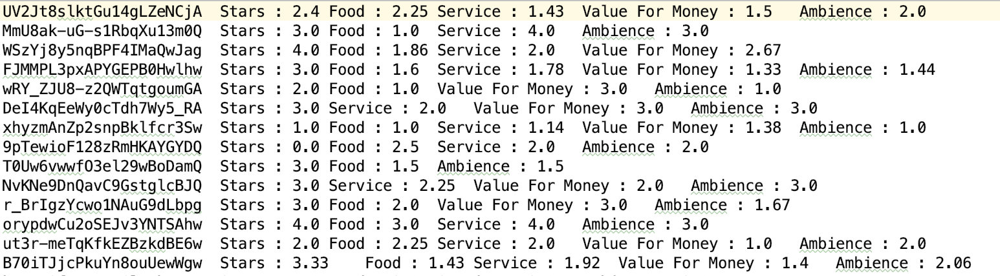 UV2Jt8slktGu14gLZeNCjA Stars : 2.4 Food : 2.25 Service : 1.43 Value For Money : 1.5 Ambience : 2.0
MmU8ak-uG-s1RbqXu13m0Q Stars : 3.0 Food : 1.0 Service : 4.0 Ambience : 3.0
WSzYj8y5nqBPF4IMaQwJag Stars : 4.0 Food : 1.86 Service : 2.0 Value For Money : 2.67
FJMMPL3pxAPYGEPB0Hwlhw Stars : 3.0 Food : 1.6 Service : 1.78 Value For Money : 1.33 Ambience : 1.44
wRY_ZJU8-z2QWTqtgoumGA Stars : 2.0 Food : 1.0 Value For Money : 3.0 Ambience : 1.0
DeI4KqEeWy0cTdh7Wy5_RA Stars : 3.0 Service : 2.0 Value For Money : 3.0 Ambience : 3.0
xhyzmAnZp2snpBklfcr3Sw Stars : 1.0 Food : 1.0 Service : 1.14 Value For Money : 1.38 Ambience : 1.0
9pTewioF128zRmHKAYGYDQ Stars : 0.0 Food : 2.5 Service : 2.0 Ambience : 2.0
T0Uw6vwwfO3el29wBoDamQ Stars : 3.0 Food : 1.5 Ambience : 1.5
NvKNe9DnQavC9GstglcBJQ Stars : 3.0 Service : 2.25 Value For Money : 2.0 Ambience : 3.0
r_BrIgzYcwo1NAuG9dLbpg Stars : 3.0 Food : 2.0 Value For Money : 3.0 Ambience : 1.67
orypdwCu2oSEJv3YNTSAhw Stars : 4.0 Food : 3.0 Service : 4.0 Ambience : 3.0
ut3r-meTqKfkEZBzkdBE6w Stars : 2.0 Food : 2.25 Service : 2.0 Value For Money : 1.0 Ambience : 2.0
B70iTJjcPkuYn8ouUewWgw Stars : 3.33 Food : 1.43 Service : 1.92 Value For Money : 1.4 Ambience : 2.06